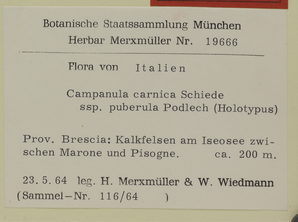 Botanische Staatssammlung München
Herbar Merxmüller Nr. 19666
Flora von Italien
Campanula carnica Schiede
ssp. puberula Podlech (Holotypus)
Prov. Brescia: Kalkfelsen am Iseosee zwi-
schen Marone und Pisogne. ca. 200 m.
23.5.64 leg. H. Merxmüller & W. Wiedmann
(Sammel-Nr. 116/64 )